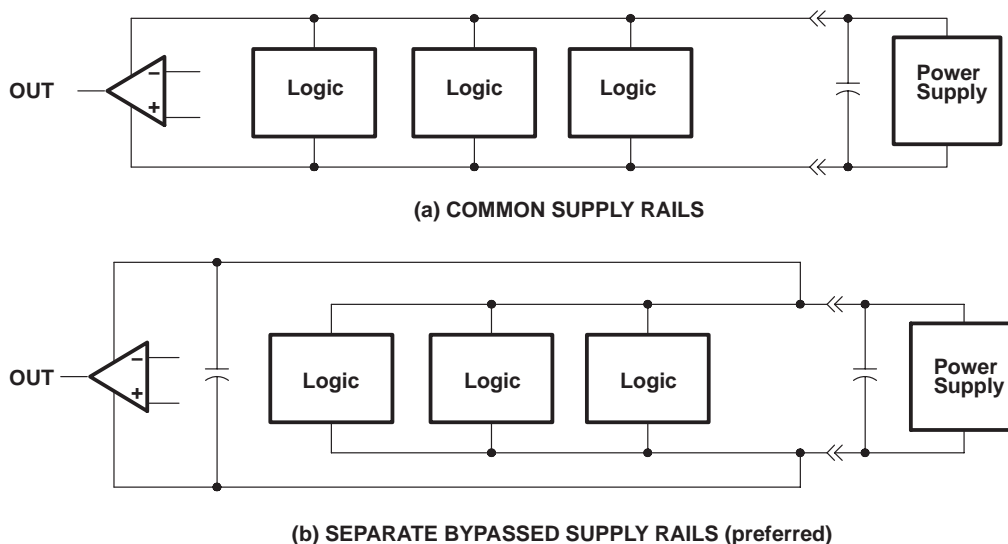 OUT
−
+
Logic
Logic
Logic
Power
Supply
(a) COMMON SUPPLY RAILS
OUT
−
+
Logic
Logic
Logic
Power
Supply
(b) SEPARATE BYPASSED SUPPLY RAILS (preferred)